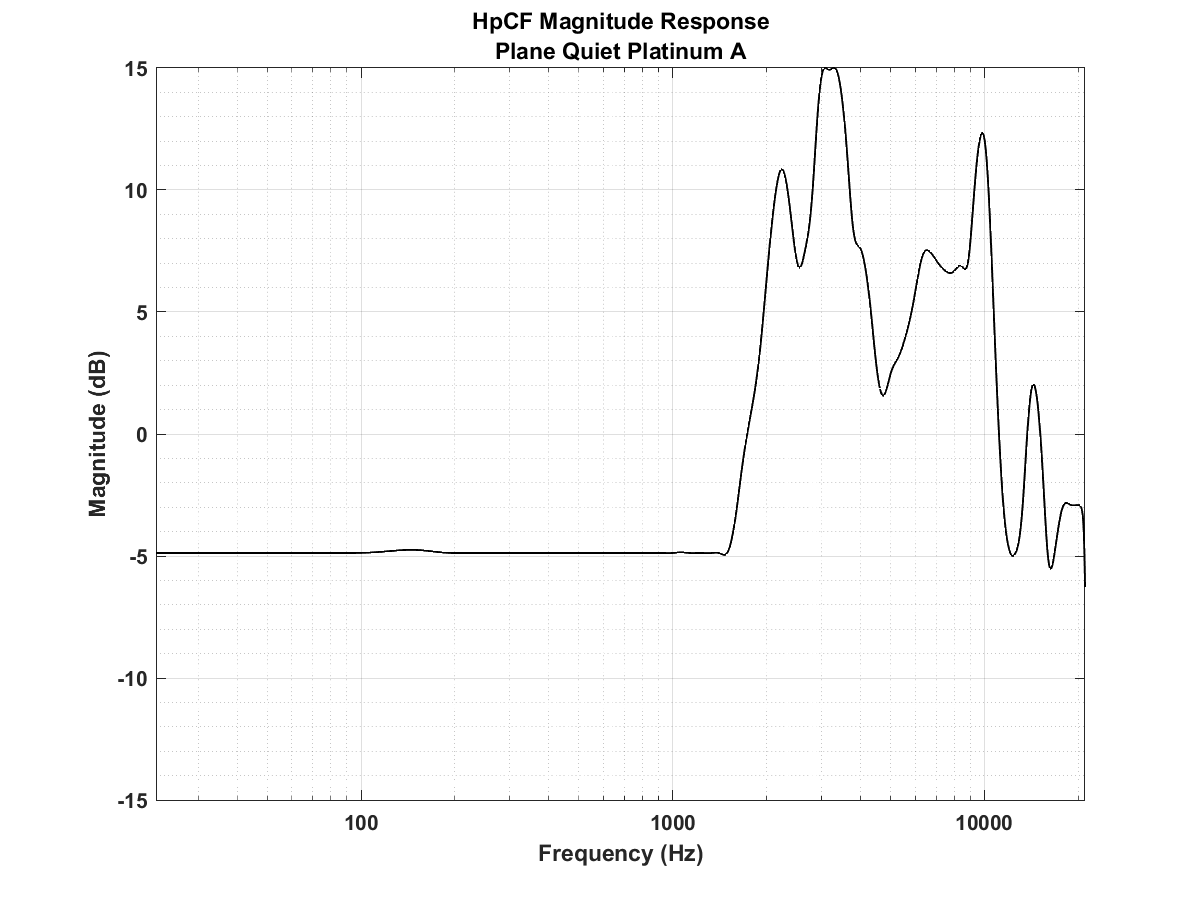 HpCF Magnitude Response
Plane Quiet Platinum A
15
10
5
0
-5
-10
-15
Magnitude (dB)
100
1000
10000
Frequency (Hz)